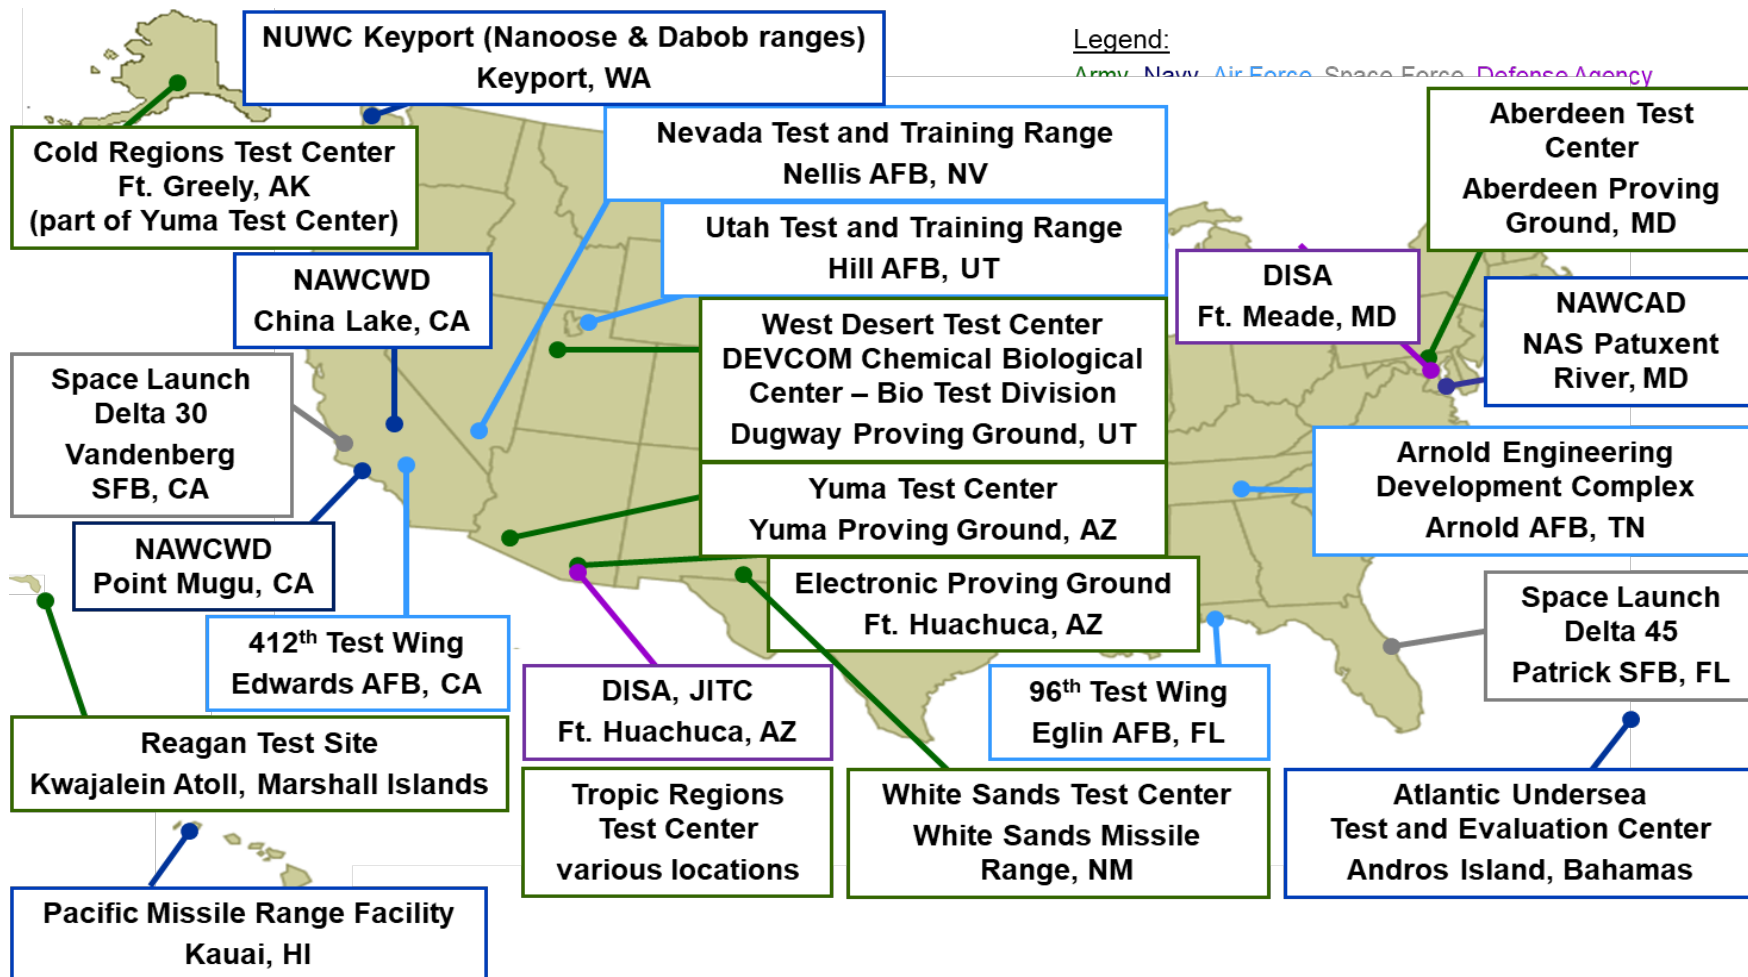 NUWC Keyport (Nanoose & Dabob ranges)
Keyport, WA
Legend:
Army Navy Air Force Space Force Defense Agency
Cold Regions Test Center
Ft. Greely, AK
(part of Yuma Test Center)
Nevada Test and Training Range
Nellis AFB, NV
Aberdeen Test
Center
Aberdeen Proving
Ground, MD
Utah Test and Training Range
Hill AFB, UT
NAWCWD
China Lake, CA
DISA
Ft. Meade, MD
NAWCAD
NAS Patuxent
River, MD
West Desert Test Center
DEVCOM Chemical Biological
Center – Bio Test Division
Dugway Proving Ground, UT
Space Launch
Delta 30
Vandenberg
SFB, CA
Arnold Engineering
Development Complex
Arnold AFB, TN
Yuma Test Center
Yuma Proving Ground, AZ
NAWCWD
Point Mugu, CA
Electronic Proving Ground
Ft. Huachuca, AZ
Space Launch
Delta 45
Patrick SFB, FL
412th Test Wing
Edwards AFB, CA
DISA, JITC
Ft. Huachuca, AZ
96th Test Wing
Eglin AFB, FL
Reagan Test Site
Kwajalein Atoll, Marshall Islands
Tropic Regions
Test Center
various locations
White Sands Test Center
White Sands Missile
Range, NM
Atlantic Undersea
Test and Evaluation Center
Andros Island, Bahamas
Pacific Missile Range Facility
Kauai, HI